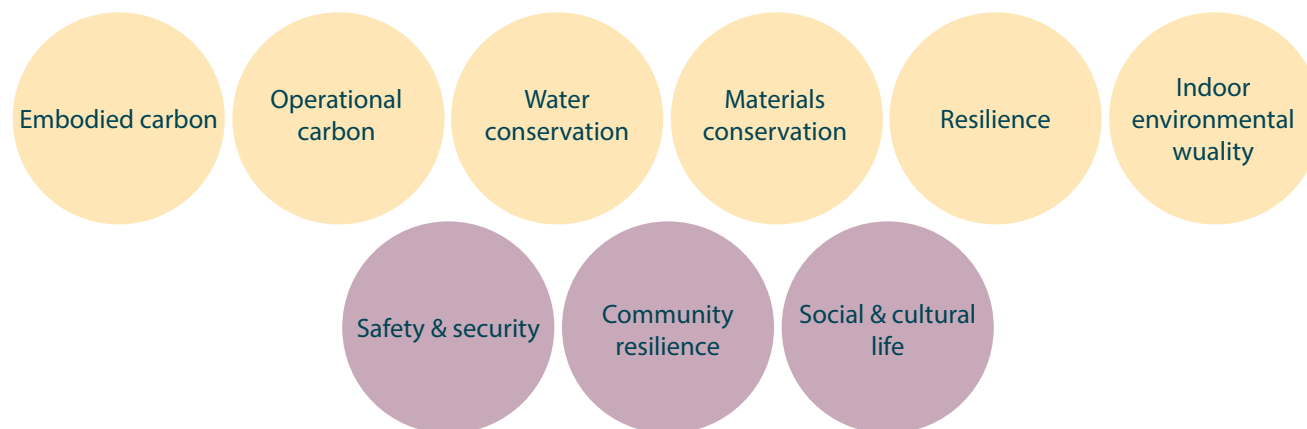 Embodied carbon
Operational
carbon
Water
conservation
Materials
conservation
Resilience
Indoor
environmental
wuality
Safety & security
Community
resilience
Social & cultural
life